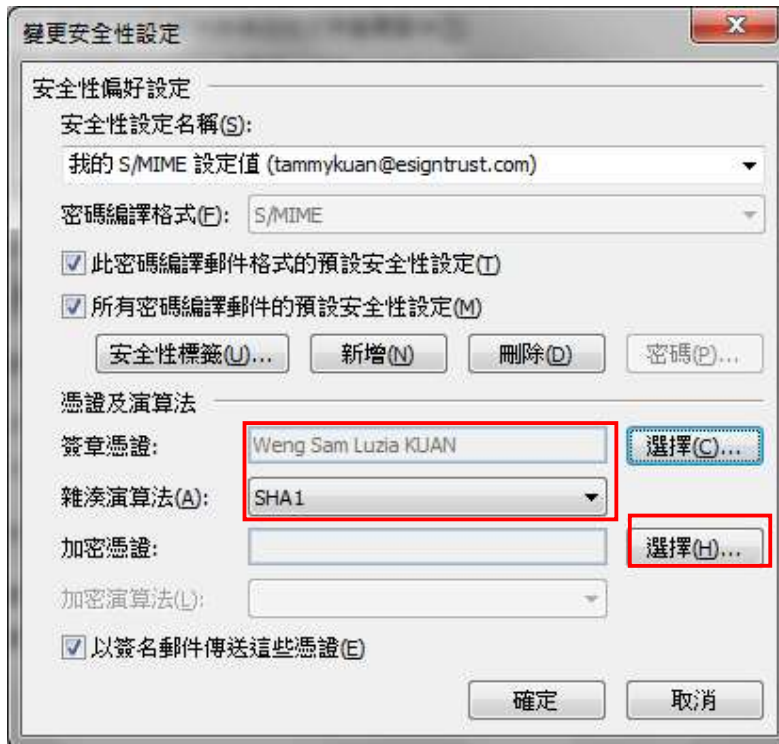 變更安全性設定
安全性偏好設定
安全性設定名稱(S):
我的 S/MIME 設定值 (tammykuan@esigntrust.com)
密碼編譯格式(F): S/MIME
此密碼編譯郵件格式的預設安全性設定(T)
所有密碼編譯郵件的預設安全性設定(M)
安全性標籤(U)... 新增(N) 刪除(D) 密碼(P)...
憑證及演算法
簽章憑證: Weng Sam Luzia KUAN 選擇(C)...
雜湊演算法(A): SHA1
加密憑證: 選擇(H)...
加密演算法(L):
以簽名郵件傳送這些憑證(E)
確定 取消